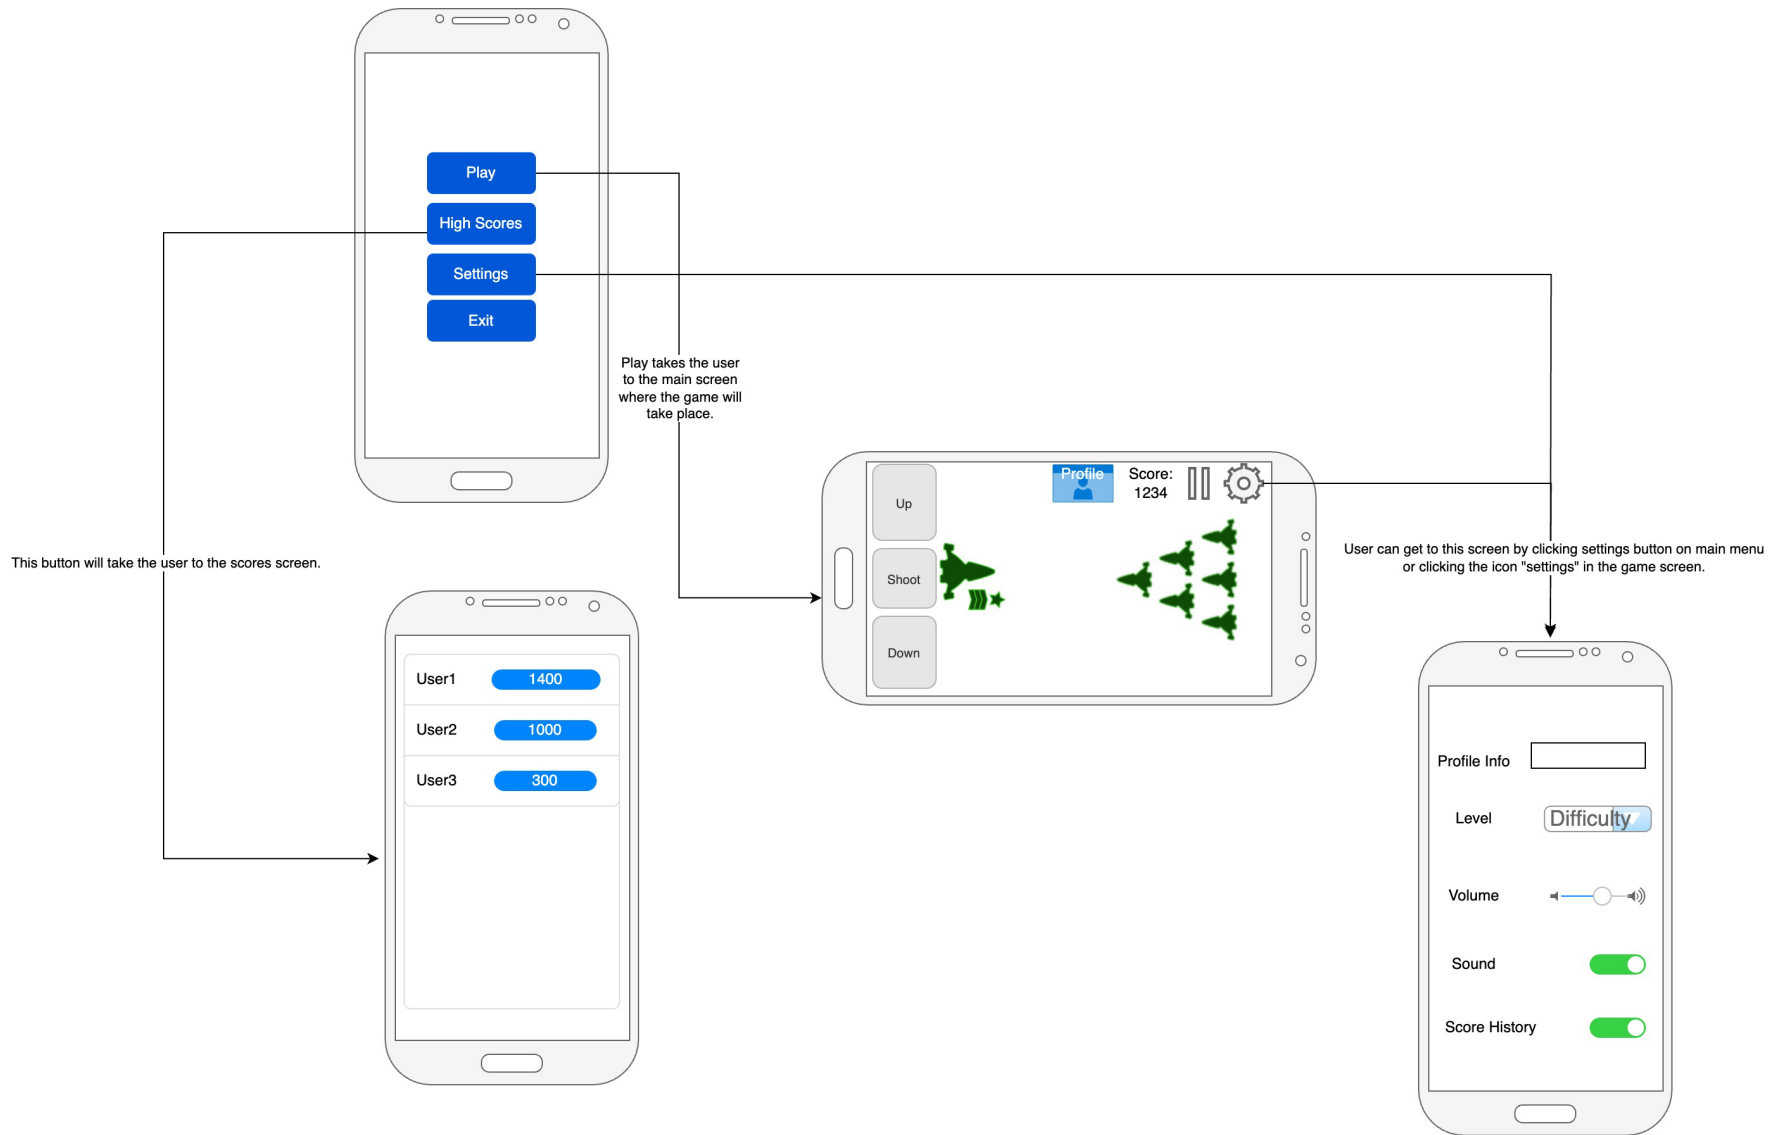 Play
High Scores
Settings
Exit
Play takes the user
to the main screen
where the game will
take place.
This button will take the user to the scores screen.
User1 1400
User2 1000
User3 300
Up
Shoot
Down
Profile
Score:
1234
User can get to this screen by clicking settings button on main menu
or clicking the icon "settings" in the game screen.
Profile Info
Level Difficulty
Volume
Sound
Score History